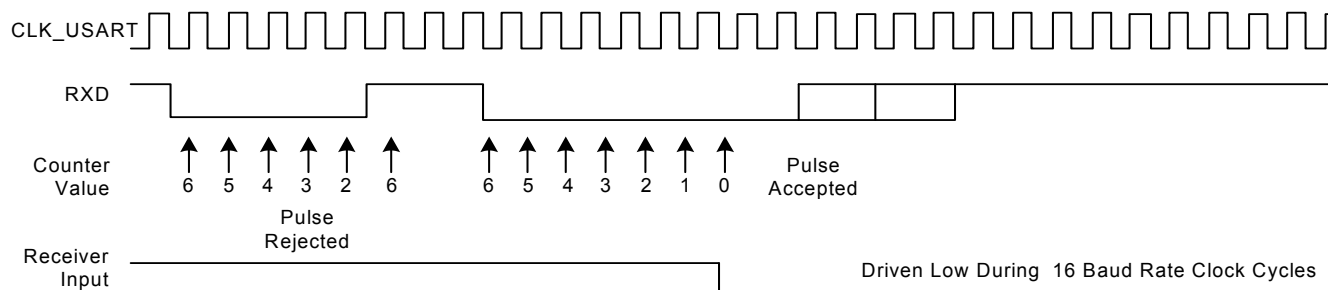 CLK_USART
RXD
Counter
Value
6 5 4 3 2 6 6 5 4 3 2 1 0
Pulse
Accepted
Pulse
Rejected
Receiver
Input
Driven Low During 16 Baud Rate Clock Cycles